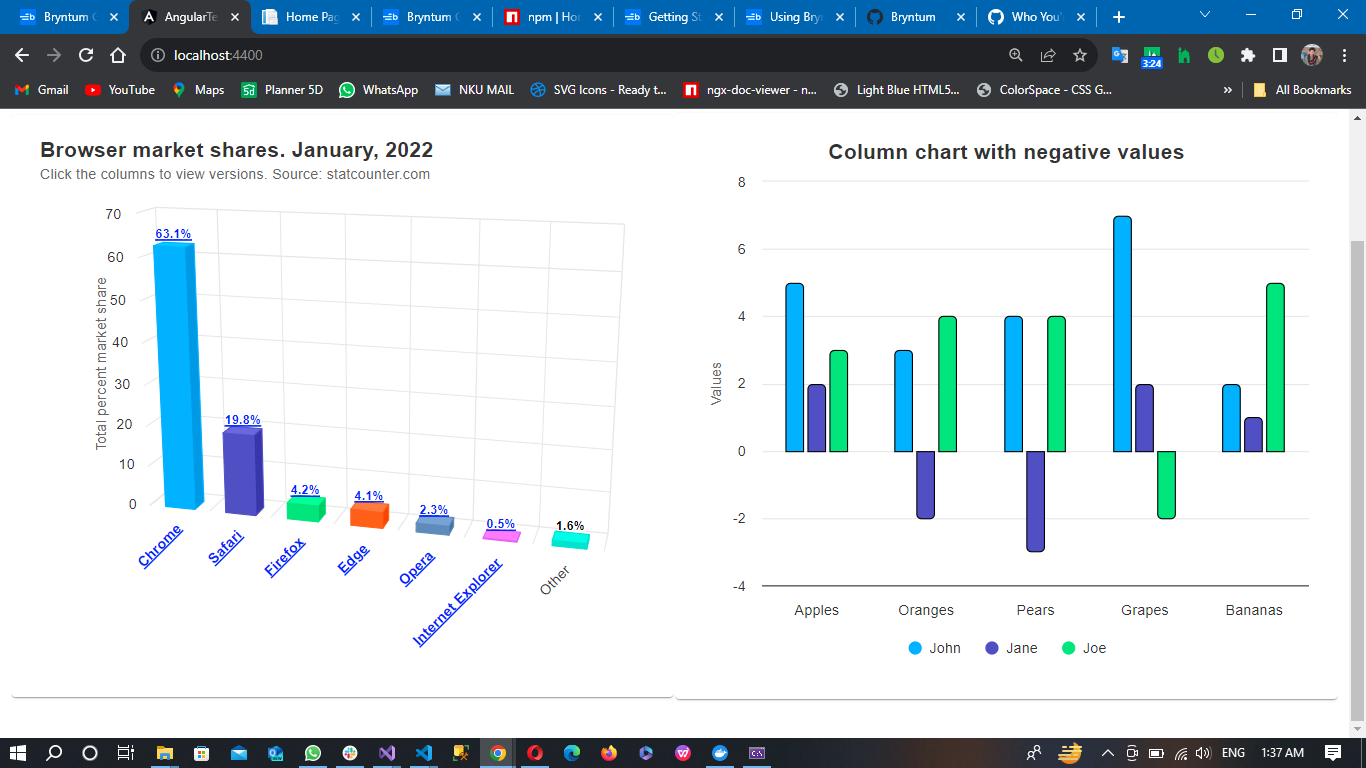 Bryntum G
AngularTe
Home Pag
Bryntum G
npm | Hom
Getting St
Using Bryn
Bryntum
Who You'
localhost:4400
3:24
Gmail
YouTube
Maps
Planner 5D
WhatsApp
NKU MAIL
SVG Icons - Ready t...
ngx-doc-viewer - n...
Light Blue HTML5...
ColorSpace - CSS G...
»
All Bookmarks
Browser market shares. January, 2022
Click the columns to view versions. Source: statcounter.com
Total percent market share
70
60
50
40
30
20
10
0
63.1%
19.8%
4.2%
4.1%
2.3%
0.5%
1.6%
Chrome
Safari
Firefox
Edge
Opera
Internet Explorer
Other
Column chart with negative values
Values
8
6
4
2
0
-2
-4
Apples
Oranges
Pears
Grapes
Bananas
John
Jane
Joe
ENG
1:37 AM